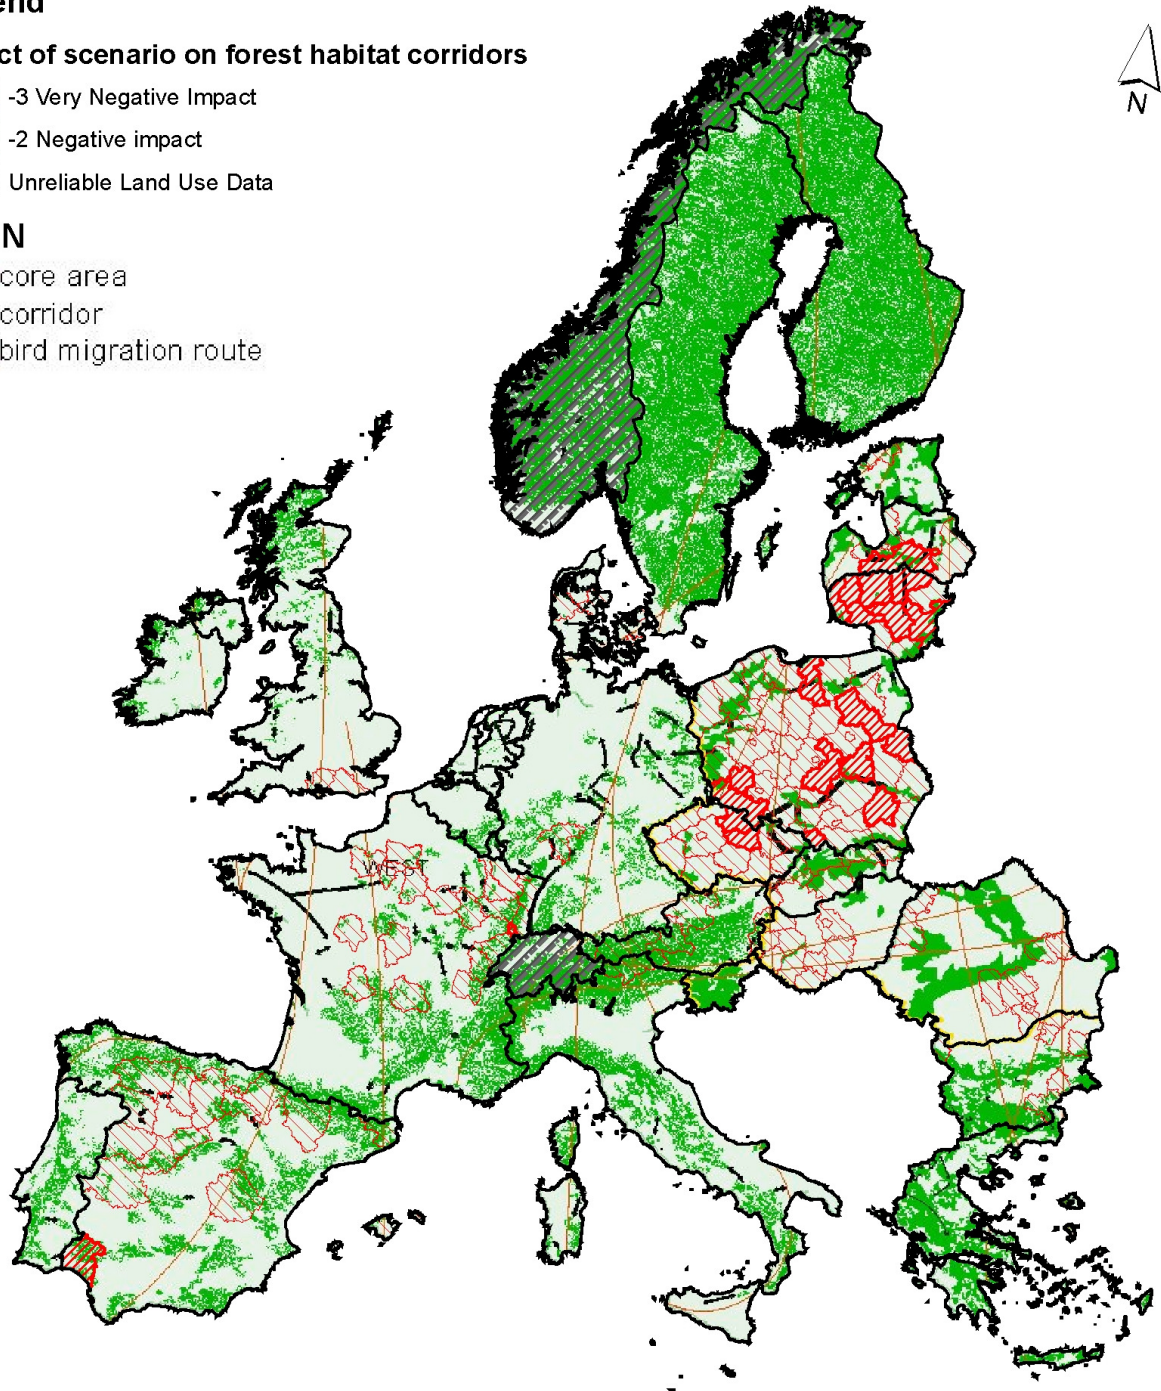 end
ct of scenario on forest habitat corridors
-3 Very Negative Impact
-2 Negative impact
Unreliable Land Use Data
N
core area
corridor
bird migration route
N
WEST